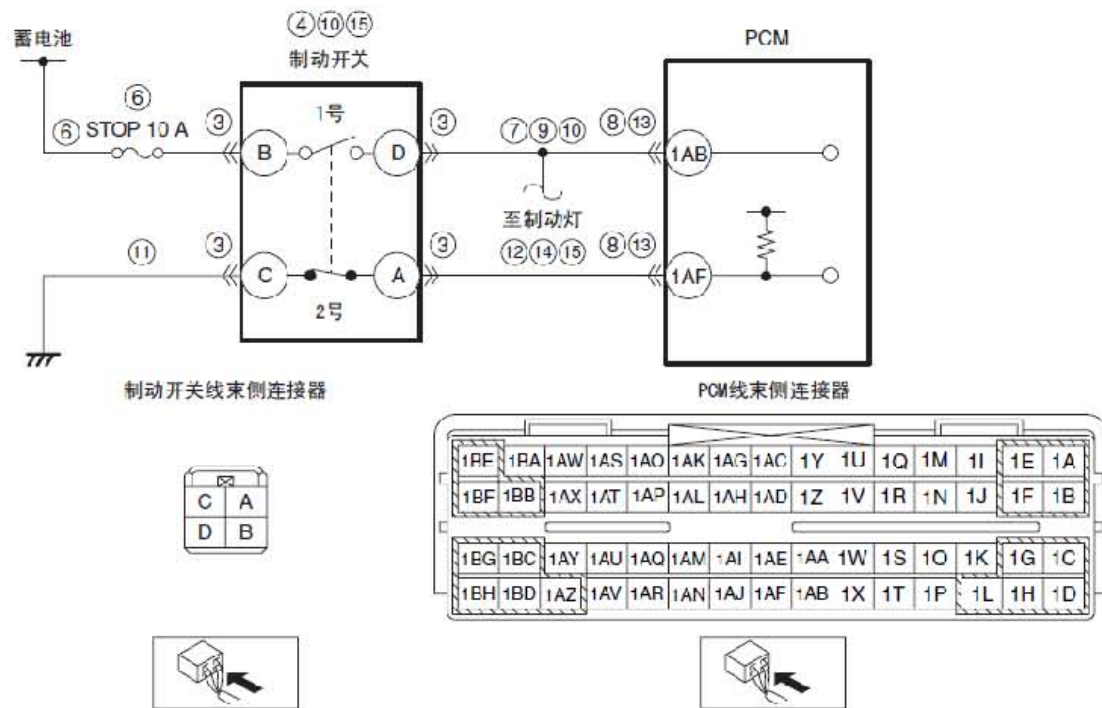 ④⑩⑮
蓄电池
制动开关
PCM
⑥
⑥ STOP 10 A
③
1号
③
⑦⑨⑩
⑧⑬
B
D
1AB
至制动灯
⑪
③
③
⑫⑭⑮
⑧⑬
C
A
1AF
2号
制动开关线束侧连接器
PCM线束侧连接器
C A
D B
1BE 1BA 1AW 1AS 1AO 1AK 1AG 1AC 1Y 1U 1Q 1M 1I 1E 1A
1BF 1BB 1AX 1AT 1AP 1AL 1AH 1AD 1Z 1V 1R 1N 1J 1F 1B
1BG 1BC 1AY 1AU 1AQ 1AM 1AI 1AE 1AA 1W 1S 1O 1K 1G 1C
1BH 1BD 1AZ 1AV 1AR 1AN 1AJ 1AF 1AB 1X 1T 1P 1L 1H 1D